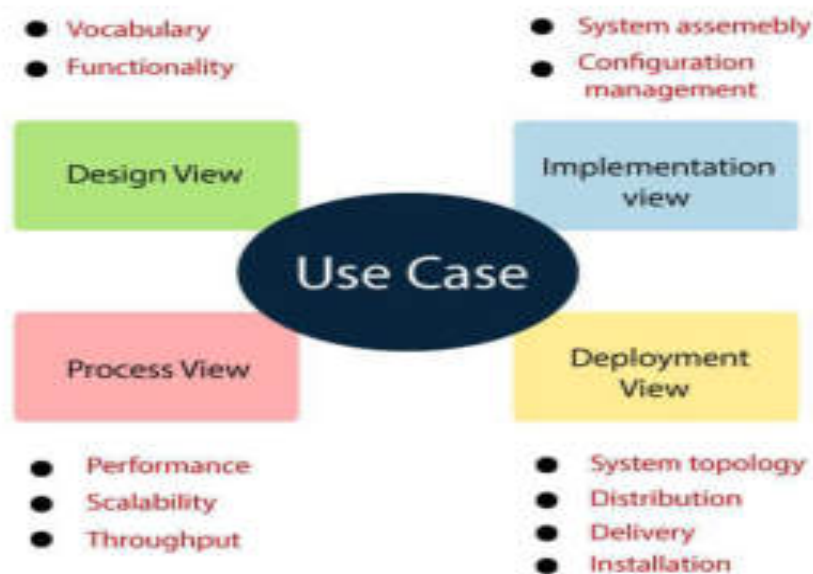 Vocabulary
Functionality
System assemebly
Configuration
management
Design View
Implementation
view
Use Case
Process View
Deployment
View
Performance
Scalability
Throughput
System topology
Distribution
Delivery
Installation